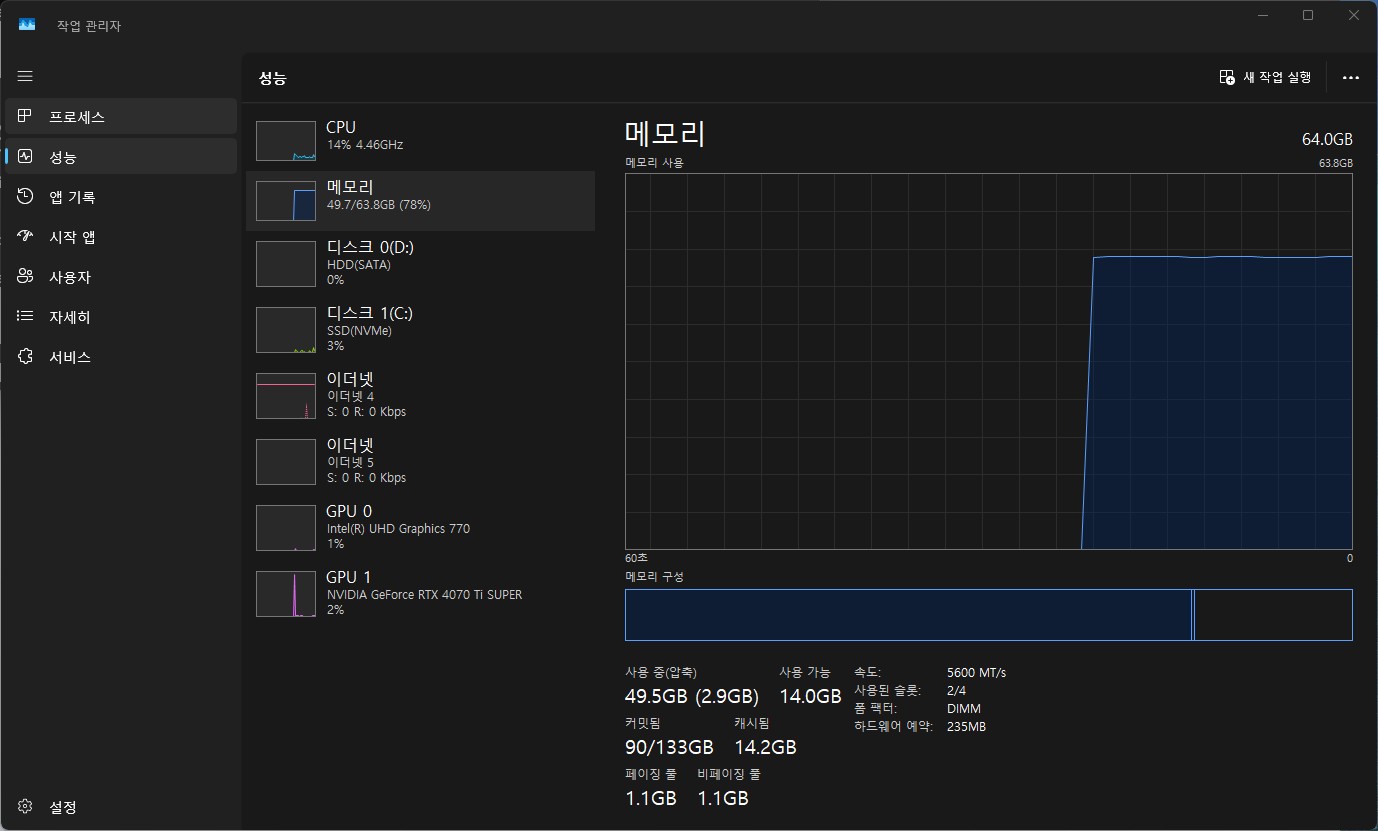 작업 관리자
성능
새 작업 실행
프로세스
성능
앱 기록
시작 앱
사용자
자세히
서비스
설정
CPU
14% 4.46GHz
메모리
49.7/63.8GB (78%)
디스크 0(D:)
HDD(SATA)
0%
디스크 1(C:)
SSD(NVMe)
3%
이더넷
이더넷 4
S: 0 R: 0 Kbps
이더넷
이더넷 5
S: 0 R: 0 Kbps
GPU 0
Intel(R) UHD Graphics 770
1%
GPU 1
NVIDIA GeForce RTX 4070 Ti SUPER
2%
메모리 64.0GB
메모리 사용 63.8GB
60초 0
메모리 구성
사용 중(압축) 사용 가능
49.5GB (2.9GB) 14.0GB
커밋됨 캐시됨
90/133GB 14.2GB
페이징 풀 비페이징 풀
1.1GB 1.1GB
속도: 5600 MT/s
사용된 슬롯: 2/4
폼 팩터: DIMM
하드웨어 예약: 235MB